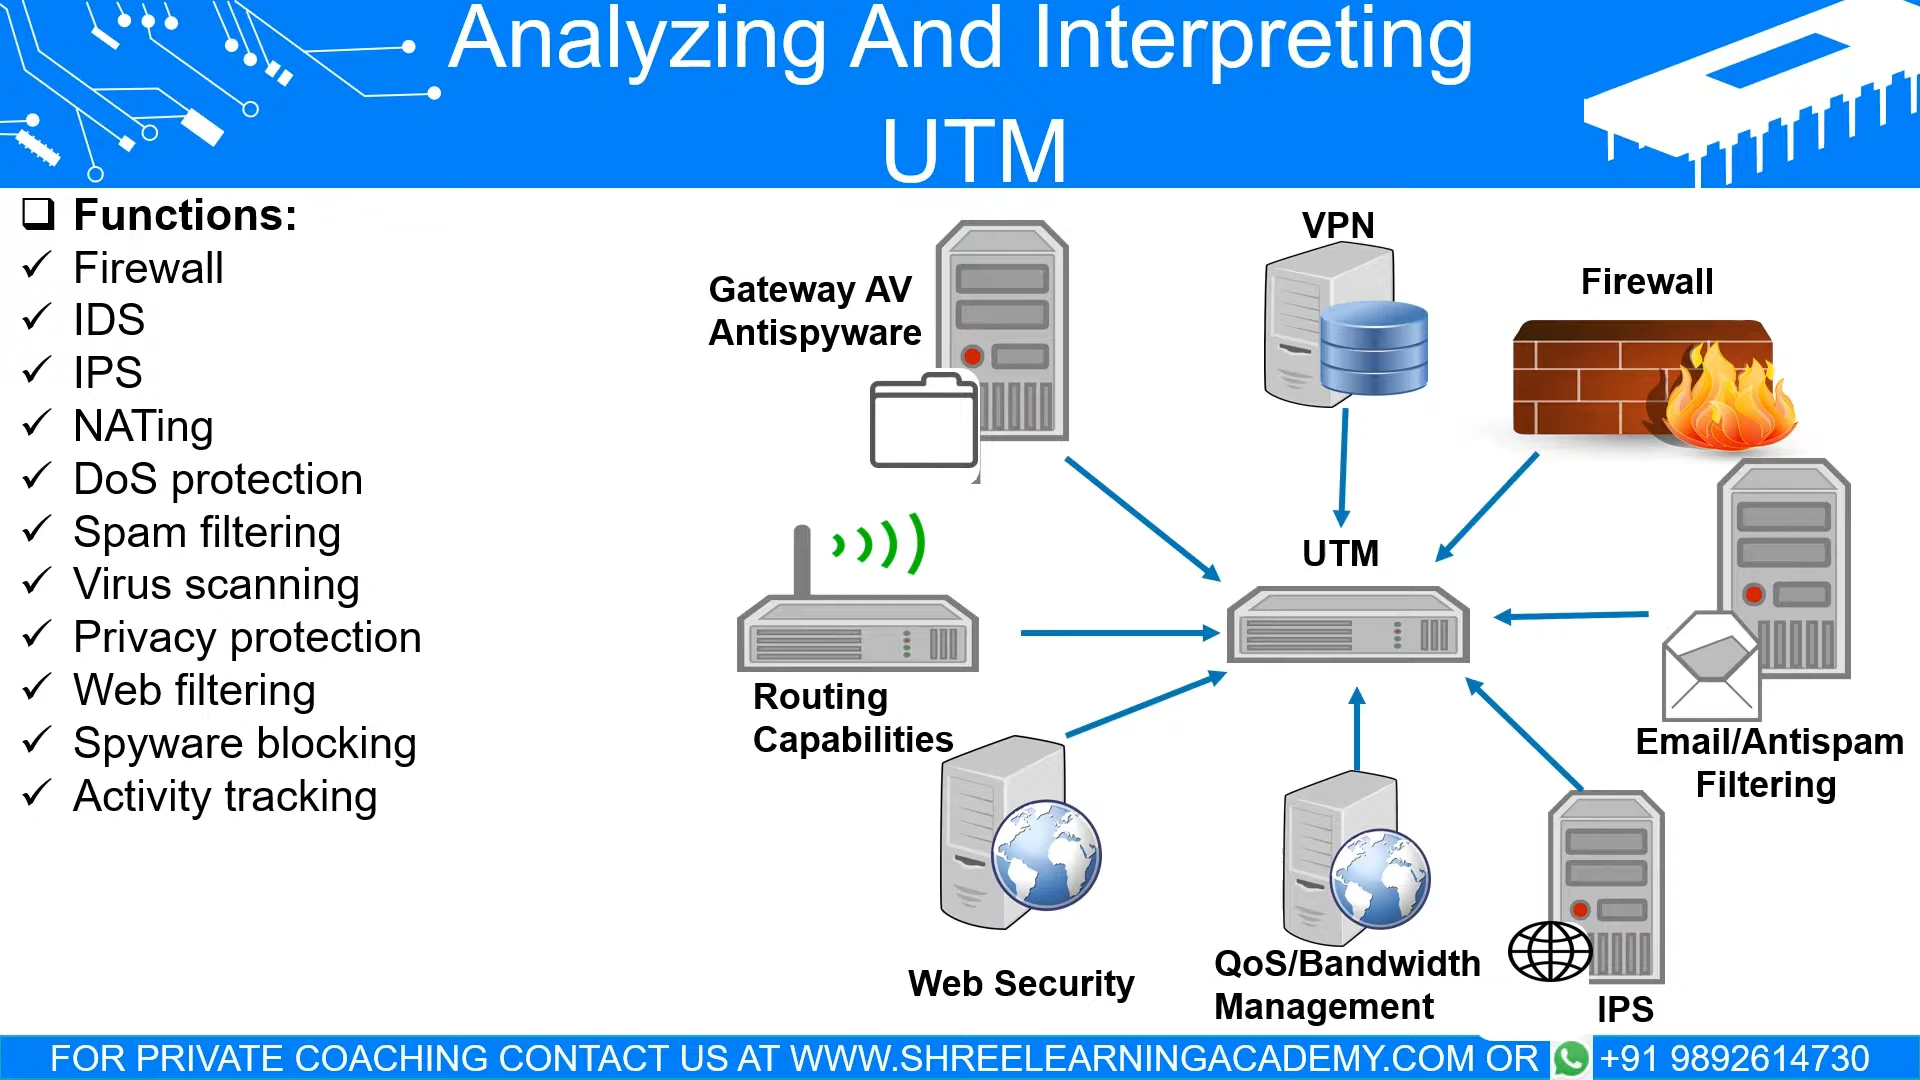 Analyzing And Interpreting
UTM
Functions:
Firewall
IDS
IPS
NATing
DoS protection
Spam filtering
Virus scanning
Privacy protection
Web filtering
Spyware blocking
Activity tracking
Gateway AV
Antispyware
VPN
Firewall
UTM
Routing
Capabilities
Email/Antispam
Filtering
Web Security
QoS/Bandwidth
Management
IPS
FOR PRIVATE COACHING CONTACT US AT WWW.SHREELEARNINGACADEMY.COM OR +91 9892614730